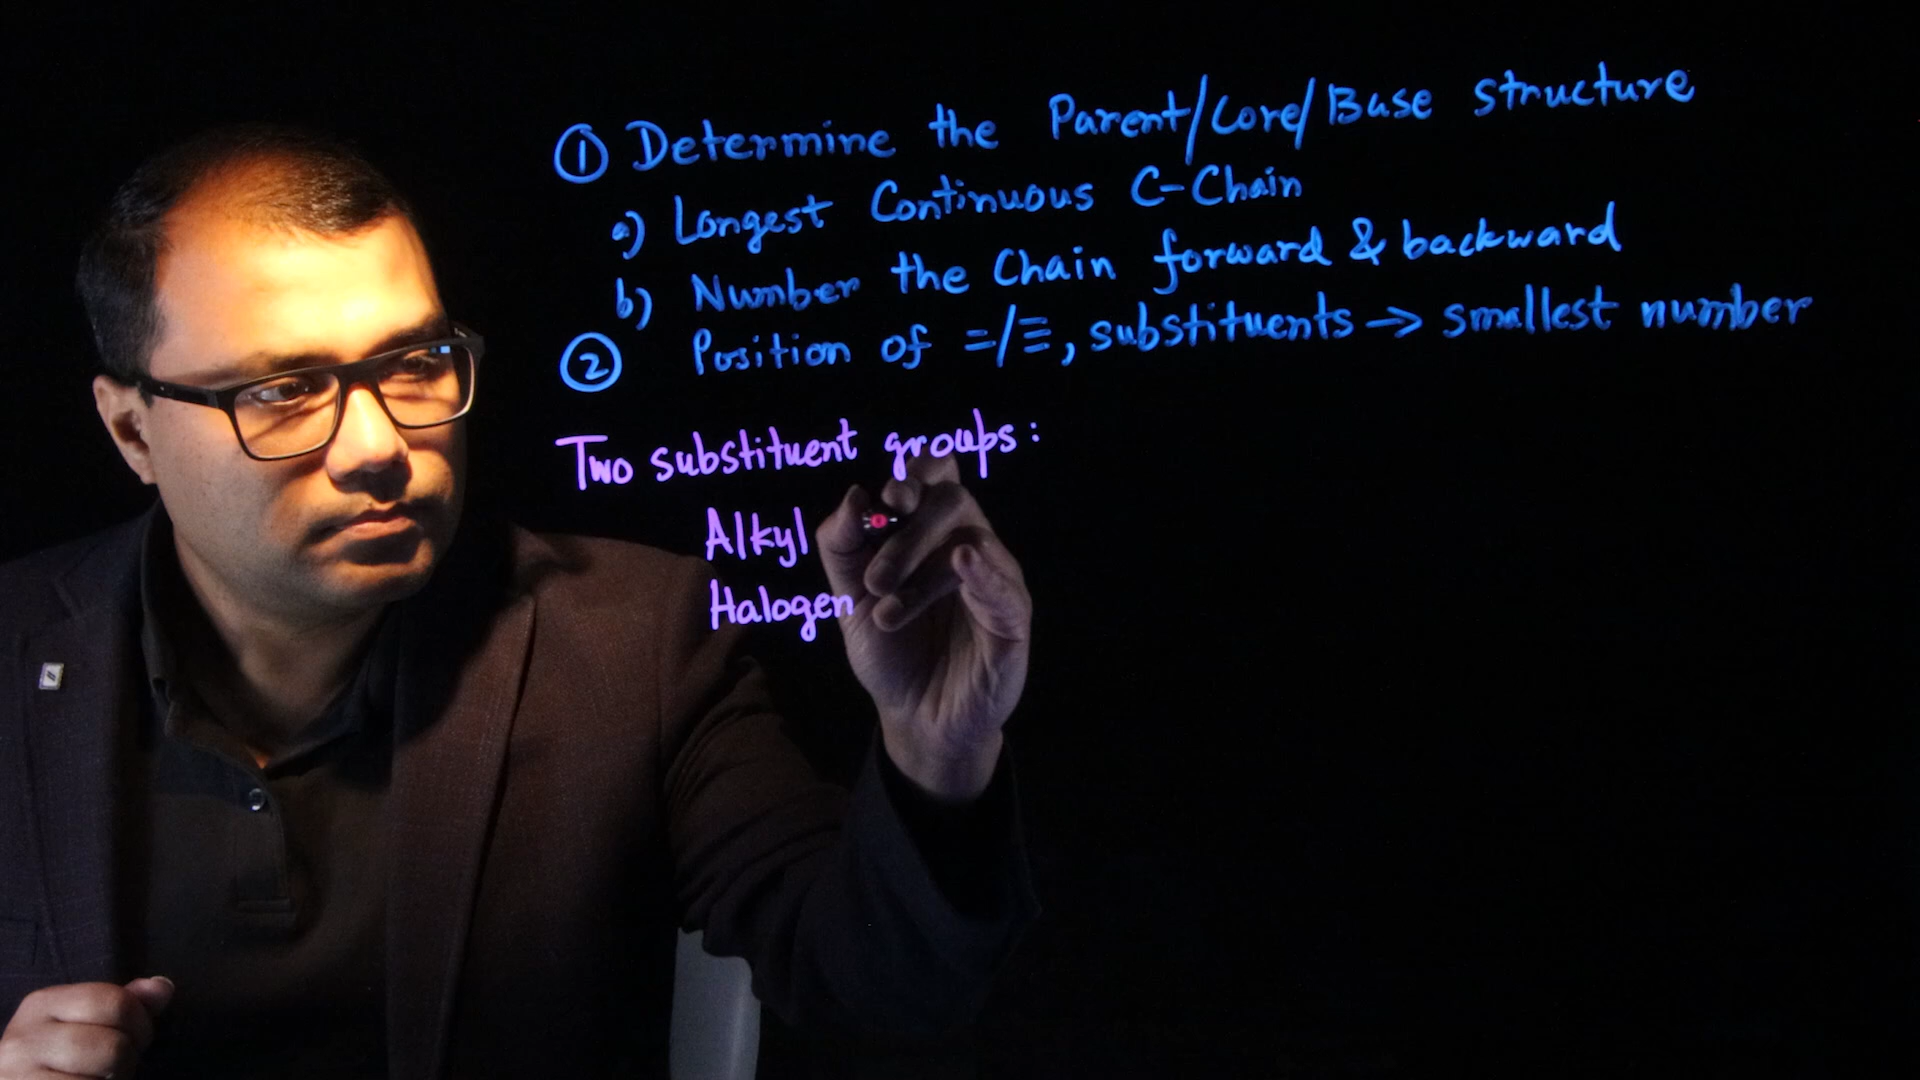 ① Determine the Parent/Core/Base structure
a) Longest Continuous C-Chain
b) Number the Chain forward & backward
② Position of =/≡, substituents → smallest number
Two substituent groups:
Alkyl
Halogen